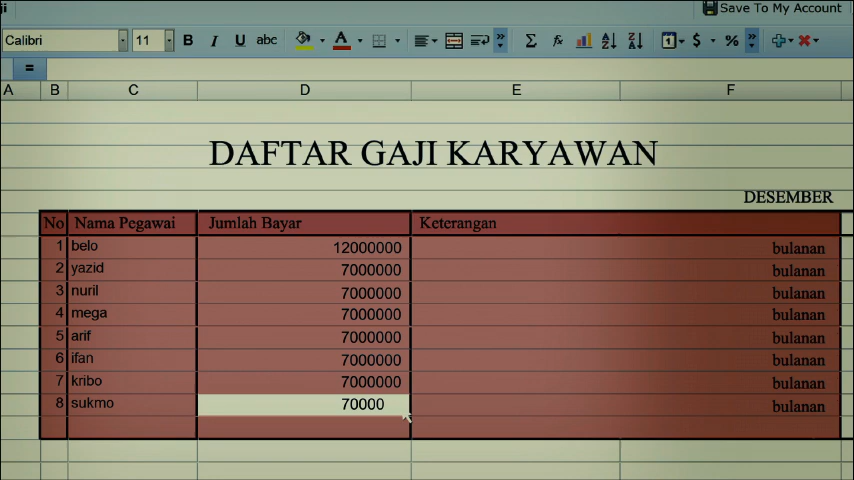 ji
Save To My Account
Calibri 11 B I U abc A Σ fx $ %
=
A B C D E F
DAFTAR GAJI KARYAWAN
DESEMBER
No Nama Pegawai Jumlah Bayar Keterangan
1 belo 12000000 bulanan
2 yazid 7000000 bulanan
3 nuril 7000000 bulanan
4 mega 7000000 bulanan
5 arif 7000000 bulanan
6 ifan 7000000 bulanan
7 kribo 7000000 bulanan
8 sukmo 70000 bulanan